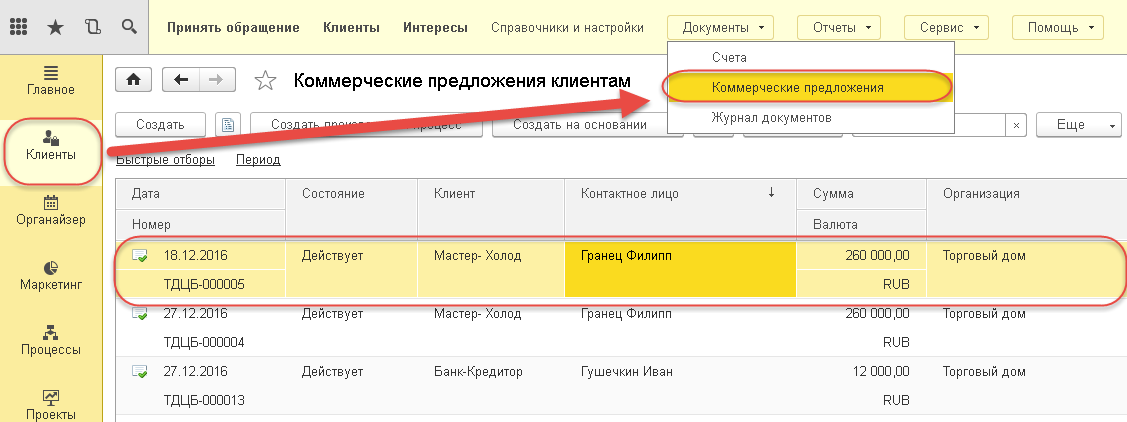 Принять обращение Клиенты Интересы Справочники и настройки Документы Отчеты Сервис Помощь
Счета
Коммерческие предложения
Журнал документов
Главное
Клиенты
Органайзер
Маркетинг
Процессы
Проекты
Коммерческие предложения клиентам
Создать Создать процесс Создать на основании Еще
Быстрые отборы Период
Дата Состояние Клиент Контактное лицо ↓ Сумма Организация
Номер Валюта
18.12.2016 Действует Мастер- Холод Гранец Филипп 260 000,00 Торговый дом
ТДЦБ-000005 RUB
27.12.2016 Действует Мастер- Холод Гранец Филипп 260 000,00 Торговый дом
ТДЦБ-000004 RUB
27.12.2016 Действует Банк-Кредитор Гушечкин Иван 12 000,00 Торговый дом
ТДЦБ-000013 RUB